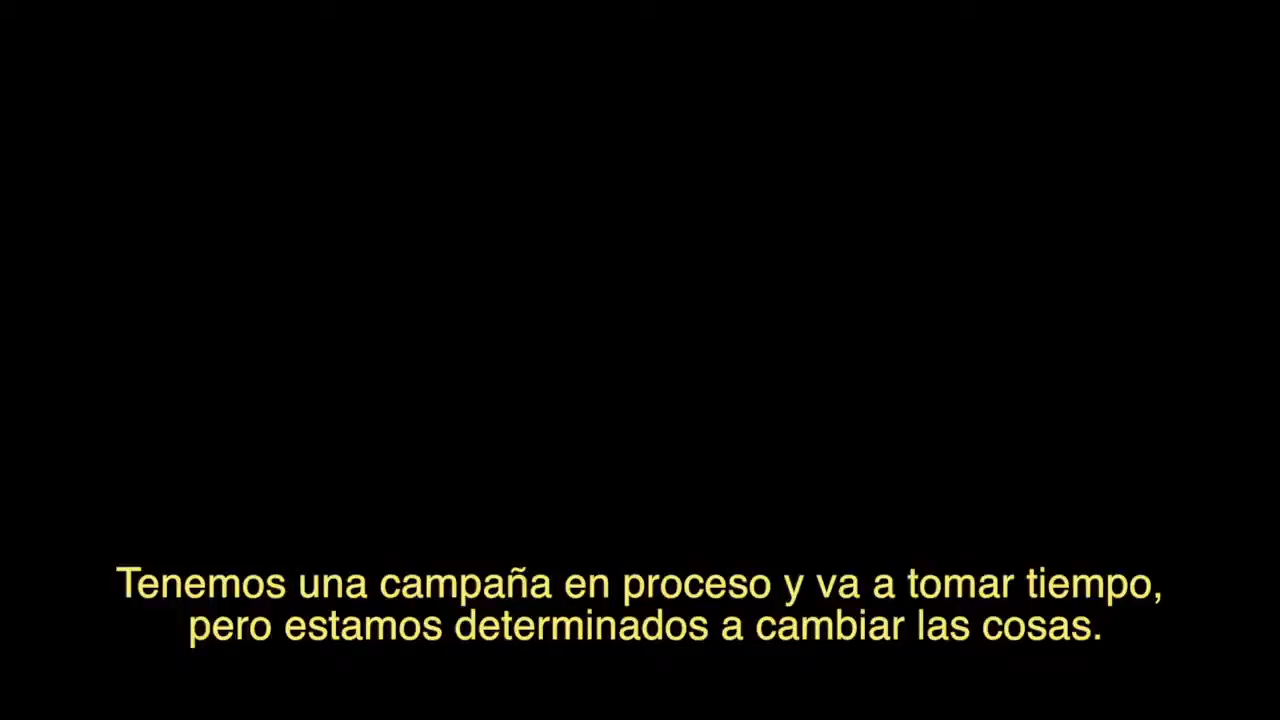 Tenemos una campaña en proceso y va a tomar tiempo,
pero estamos determinados a cambiar las cosas.